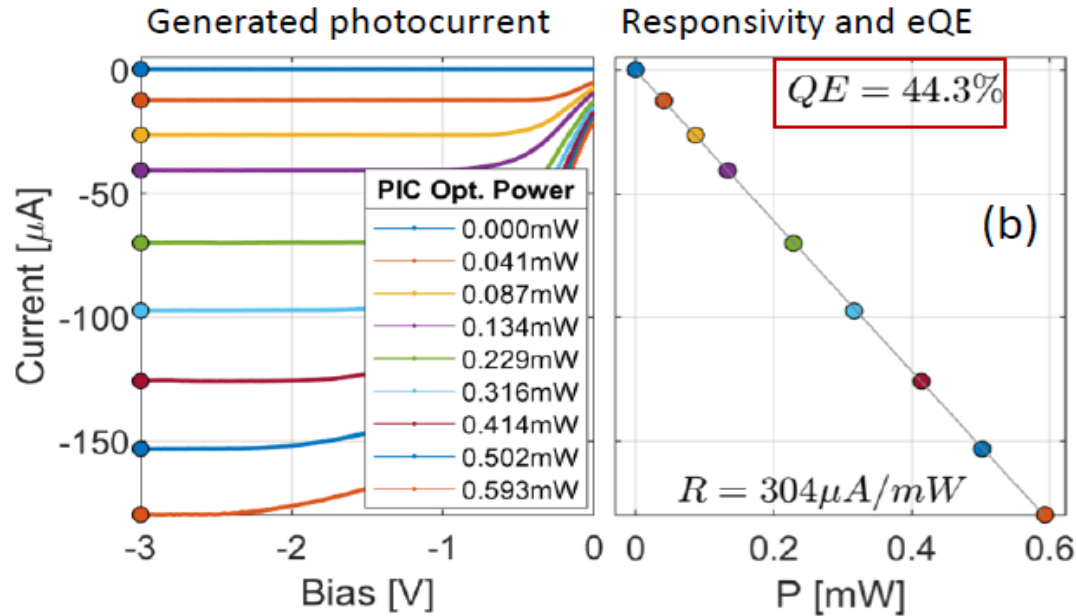 Generated photocurrent
Responsivity and eQE
0
-50
-100
-150
Current [μA]
-3
-2
-1
0
Bias [V]
PIC Opt. Power
0.000mW
0.041mW
0.087mW
0.134mW
0.229mW
0.316mW
0.414mW
0.502mW
0.593mW
QE = 44.3%
(b)
R = 304μA/mW
0
0.2
0.4
0.6
P [mW]